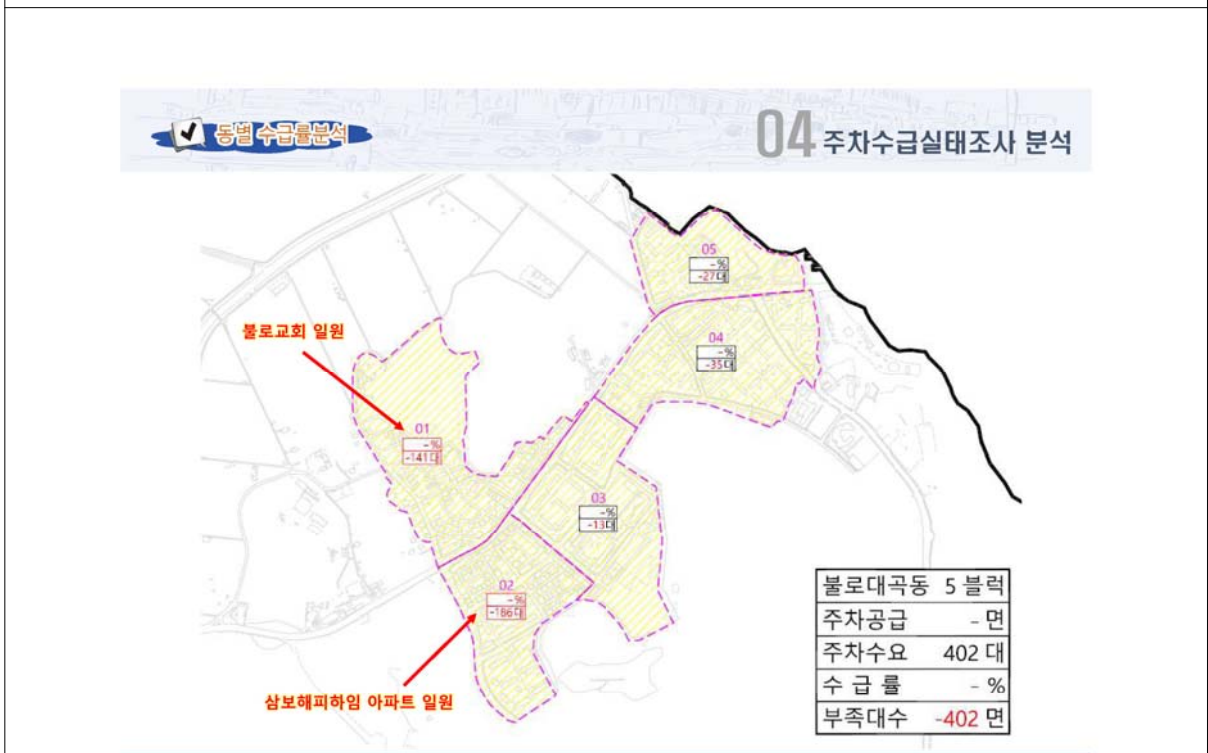 동별 수급률분석
04 주차수급실태조사 분석
05
-%
-27대
불로교회 일원
04
-%
-35대
01
-%
-141대
03
-%
-13대
02
-%
-186대
삼보해피하임 아파트 일원
불로대곡동 5 블럭
주차공급 - 면
주차수요 402 대
수 급 률 - %
부족대수 -402 면